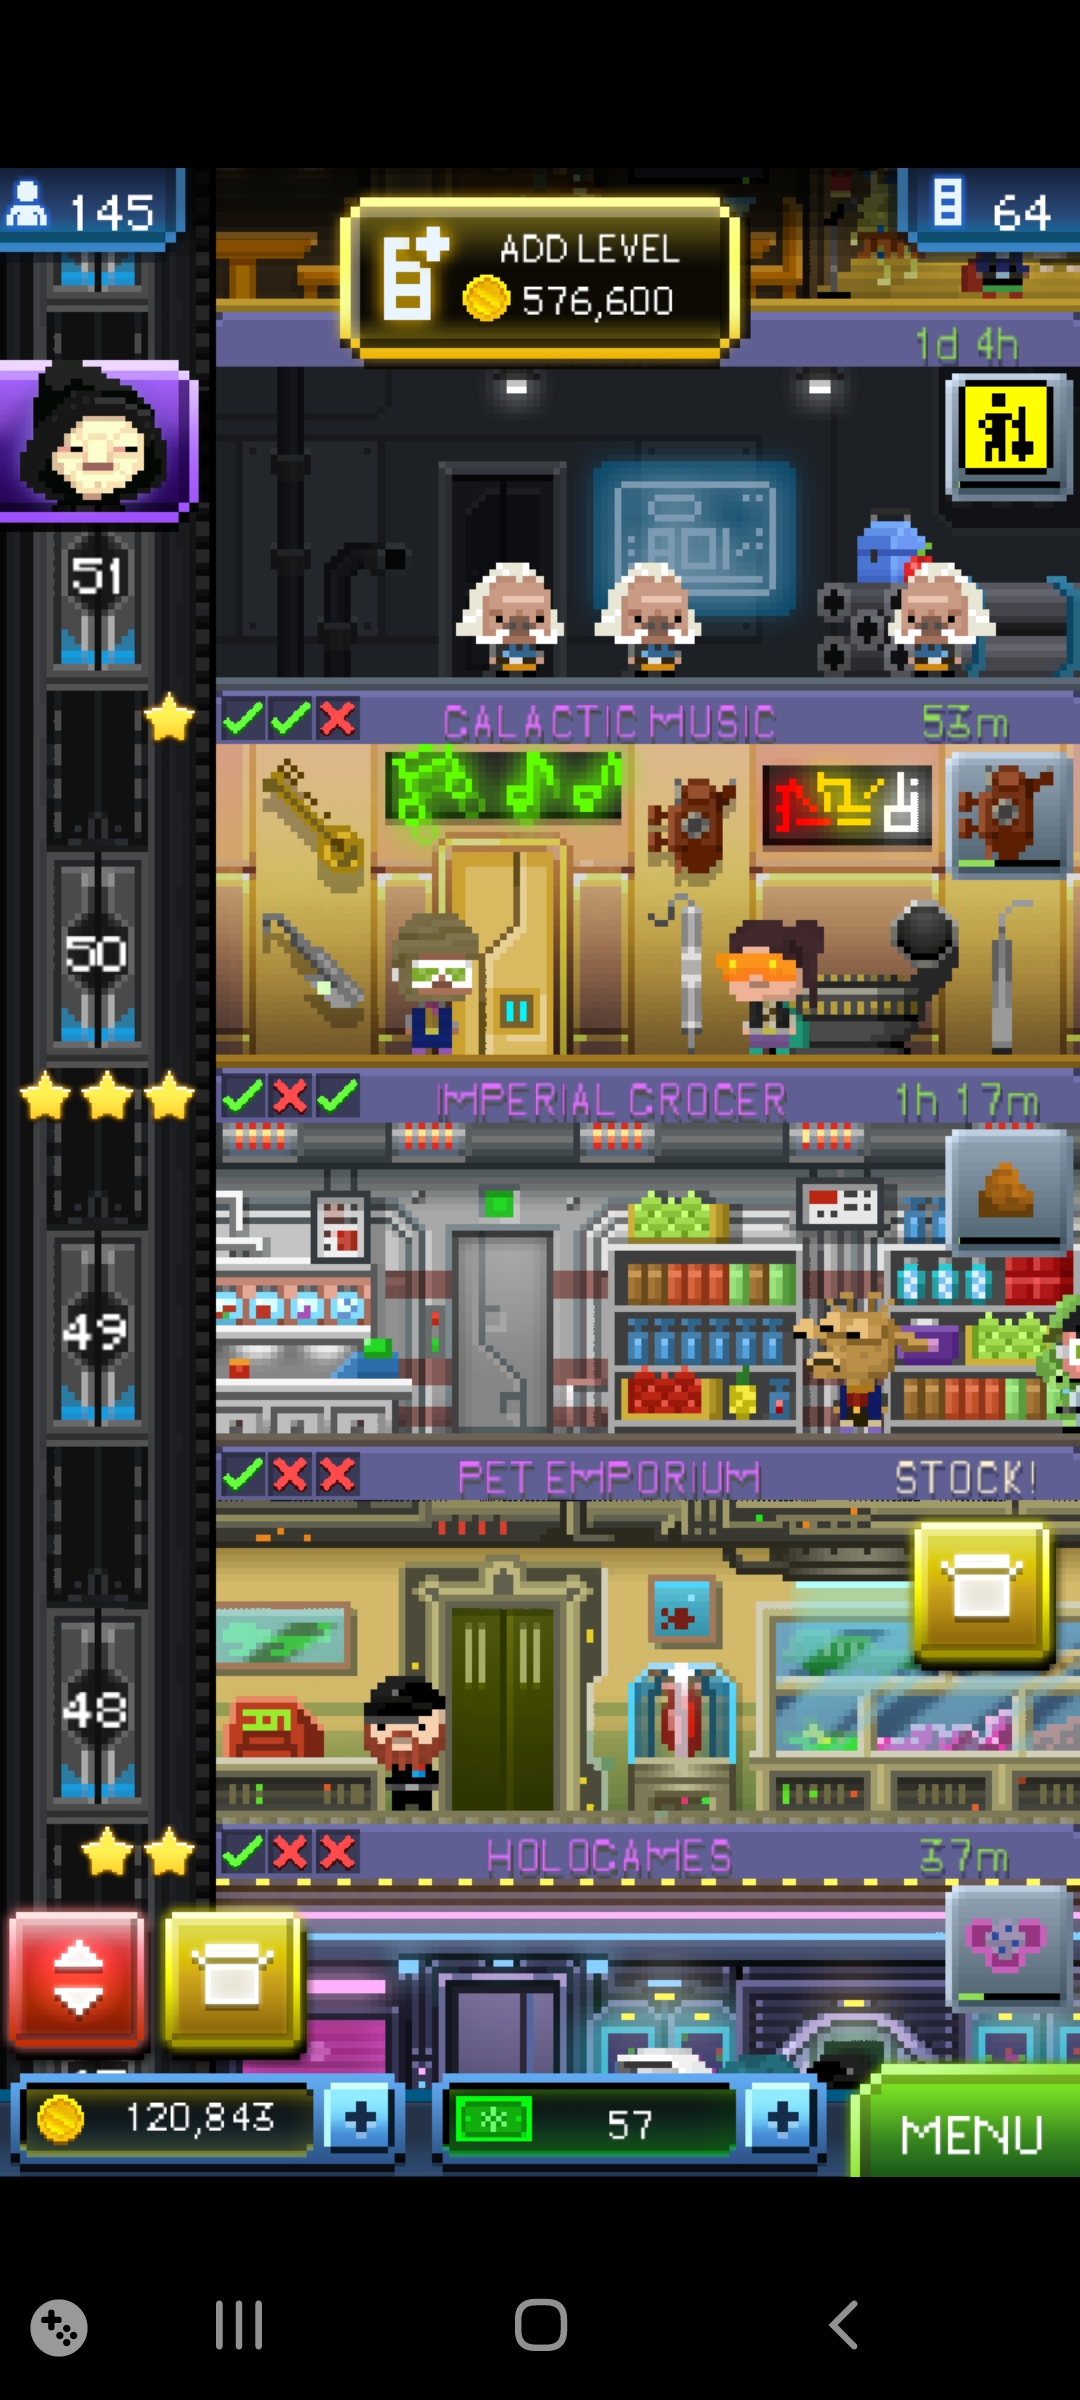 145
ADD LEVEL
576,600
64
1d 4h
51
GALACTIC MUSIC
53m
50
IMPERIAL GROCER
1h 17m
49
PET EMPORIUM
STOCK!
48
HOLOGAMES
37m
120,843
57
MENU